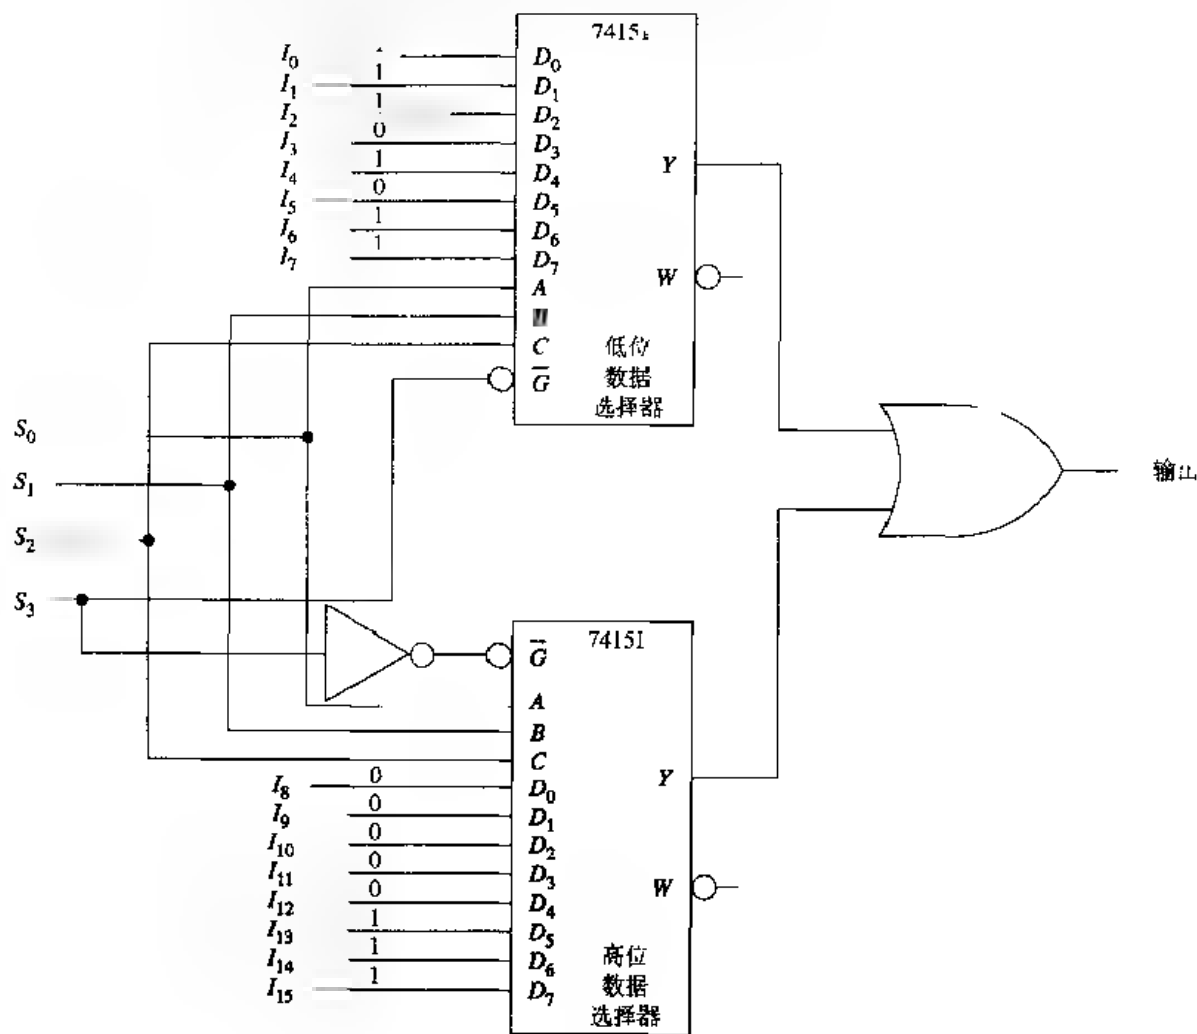 7415
I₀ D₀
I₁ 1 D₁
I₂ 1 D₂
I₃ 0 D₃
I₄ 1 D₄
I₅ 0 D₅
I₆ 1 D₆
I₇ 1 D₇
A
C
G̅
Y
W
低位
数据
选择器
S₀
S₁
S₂
S₃
输出
7415I
G̅
A
B
C
I₈ 0 D₀
I₉ 0 D₁
I₁₀ 0 D₂
I₁₁ 0 D₃
I₁₂ 0 D₄
I₁₃ 1 D₅
I₁₄ 1 D₆
I₁₅ 1 D₇
Y
W
高位
数据
选择器